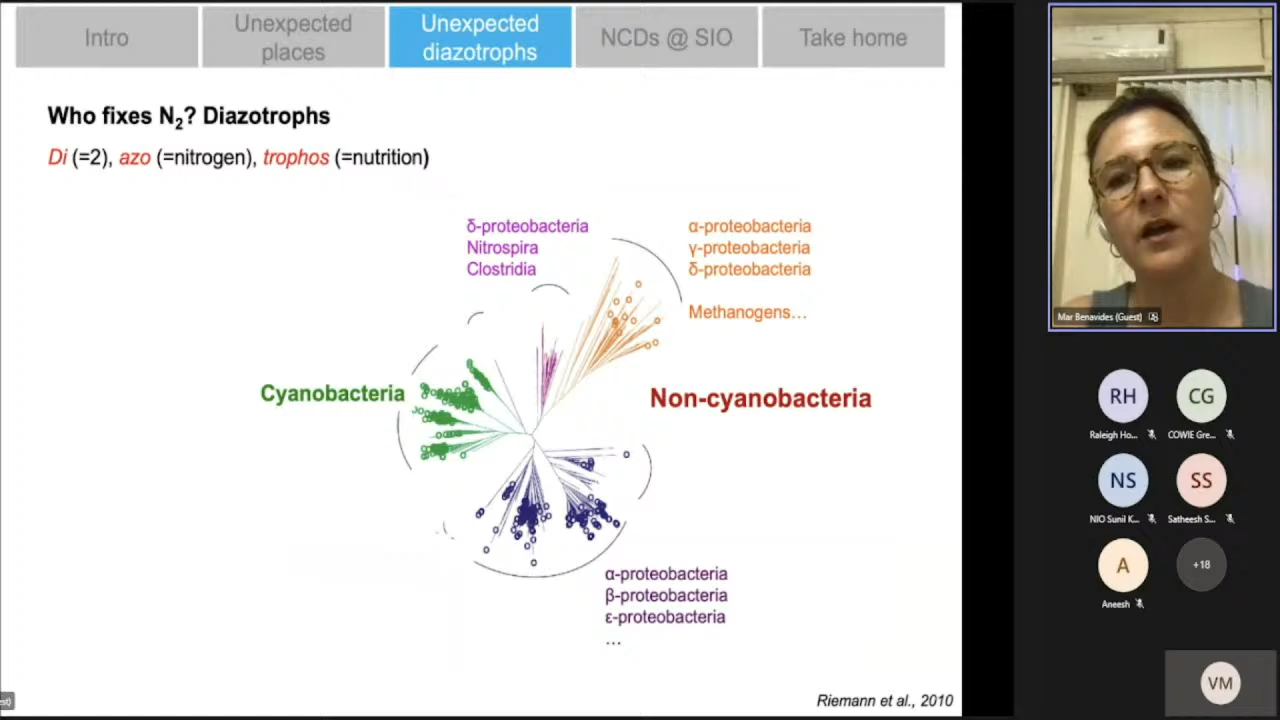 Intro
Unexpected
places
Unexpected
diazotrophs
NCDs @ SIO
Take home
Who fixes N₂? Diazotrophs
Di (=2), azo (=nitrogen), trophos (=nutrition)
δ-proteobacteria
Nitrospira
Clostridia
α-proteobacteria
γ-proteobacteria
δ-proteobacteria
Methanogens…
Cyanobacteria
Non-cyanobacteria
α-proteobacteria
β-proteobacteria
ε-proteobacteria
…
Riemann et al., 2010
st)
Mar Benavides (Guest)
RH
Raleigh Ho...
CG
COWIE Gre...
NS
NIO Sunil K...
SS
Satheesh S...
A
Aneesh
+18
VM